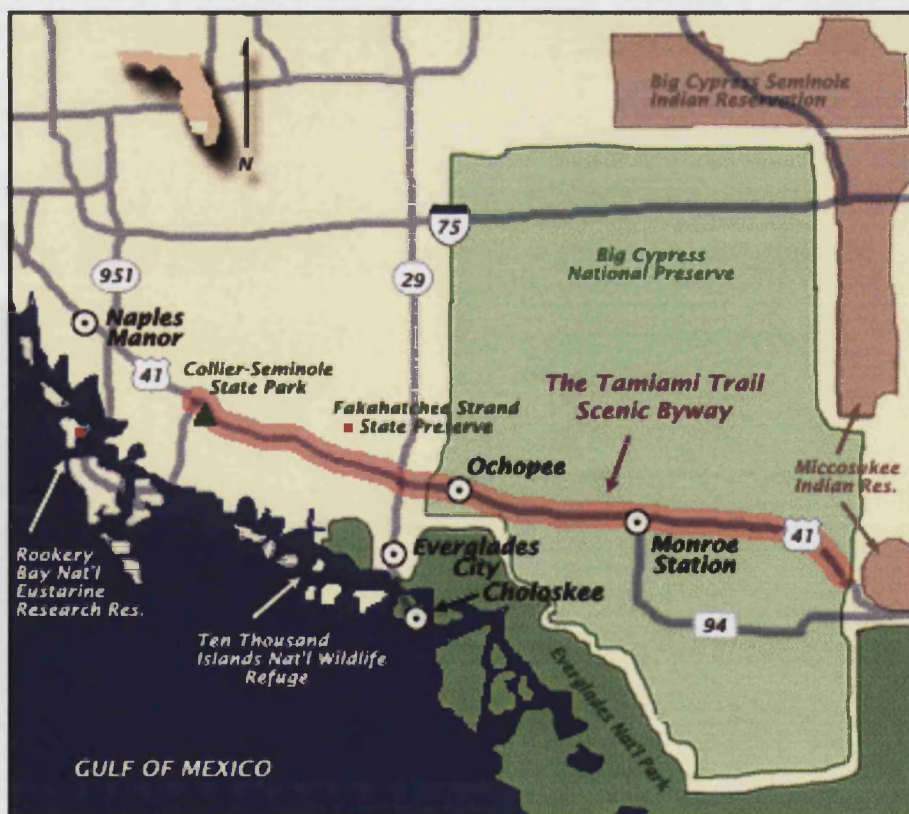 Big Cypress Seminole
Indian Reservation
N
75
951
29
Big Cypress
National Preserve
Naples
Manor
41
Collier-Seminole
State Park
The Tamiami Trail
Scenic Byway
Fakahatchee Strand
State Preserve
Ochopee
Miccosukee
Indian Res.
41
Monroe
Station
Rookery
Bay Nat'l
Eustarine
Research Res.
Everglades
City
Choloskee
94
Ten Thousand
Islands Nat'l Wildlife
Refuge
Everglades Nat'l Park
GULF OF MEXICO